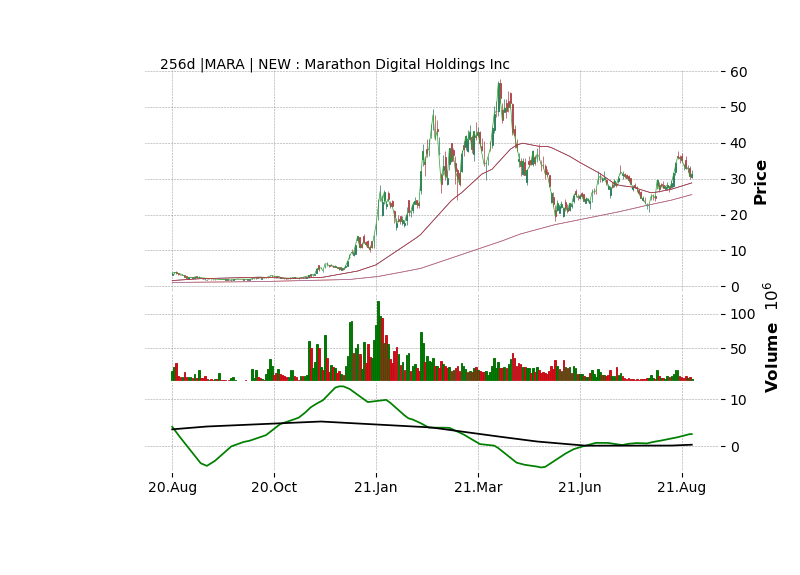 256d |MARA | NEW : Marathon Digital Holdings Inc
60
50
40
30
20
10
0
Price
100
50
Volume 10^6
10
0
20.Aug 20.Oct 21.Jan 21.Mar 21.Jun 21.Aug